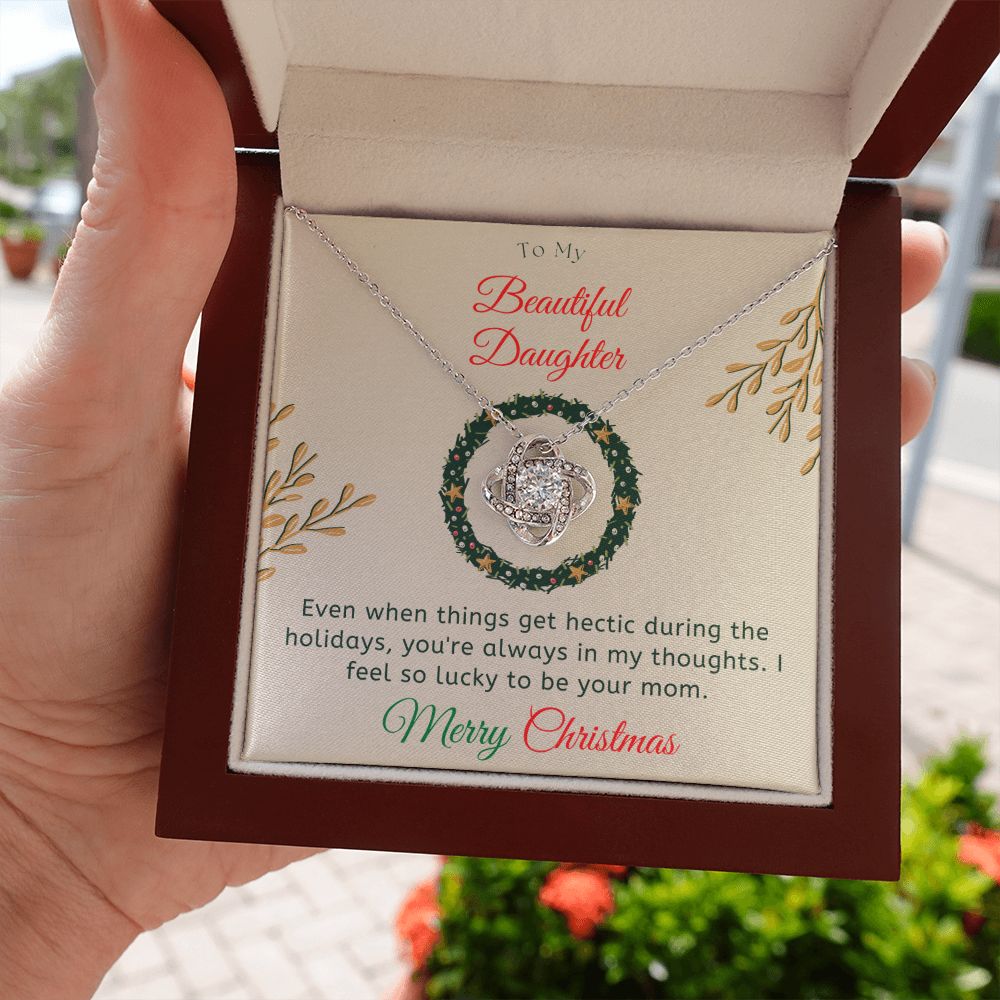 To My
Beautiful
Daughter
Even when things get hectic during the
holidays, you're always in my thoughts. I
feel so lucky to be your mom.
Merry Christmas